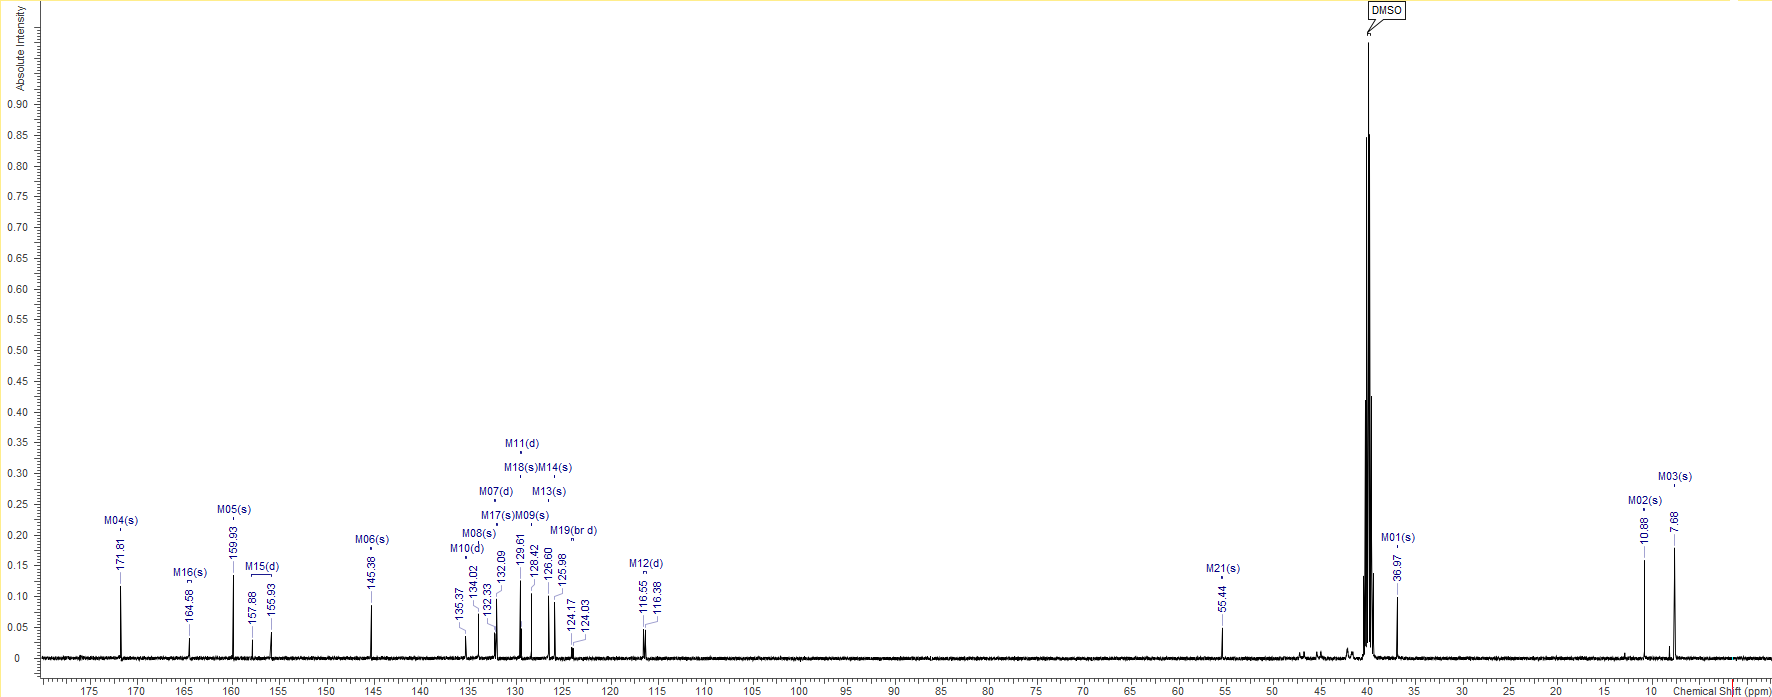 Absolute Intensity
DMSO
0.90
0.85
0.80
0.75
0.70
0.65
0.60
0.55
0.50
0.45
0.40
0.35
0.30
0.25
0.20
0.15
0.10
0.05
0
M04(s)
171.81
M16(s)
164.58
M05(s)
159.93
M15(d)
157.88
155.93
M06(s)
145.38
M11(d)
M18(s)
M14(s)
M07(d)
M13(s)
M17(s)
M09(s)
M08(s)
M19(br d)
M10(d)
135.37
134.02
132.33
132.09
129.61
128.42
126.60
125.98
124.17
124.03
M12(d)
116.55
116.38
M21(s)
55.44
M01(s)
36.97
M02(s)
10.88
M03(s)
7.68
175 170 165 160 155 150 145 140 135 130 125 120 115 110 105 100 95 90 85 80 75 70 65 60 55 50 45 40 35 30 25 20 15 10 Chemical Shift (ppm)